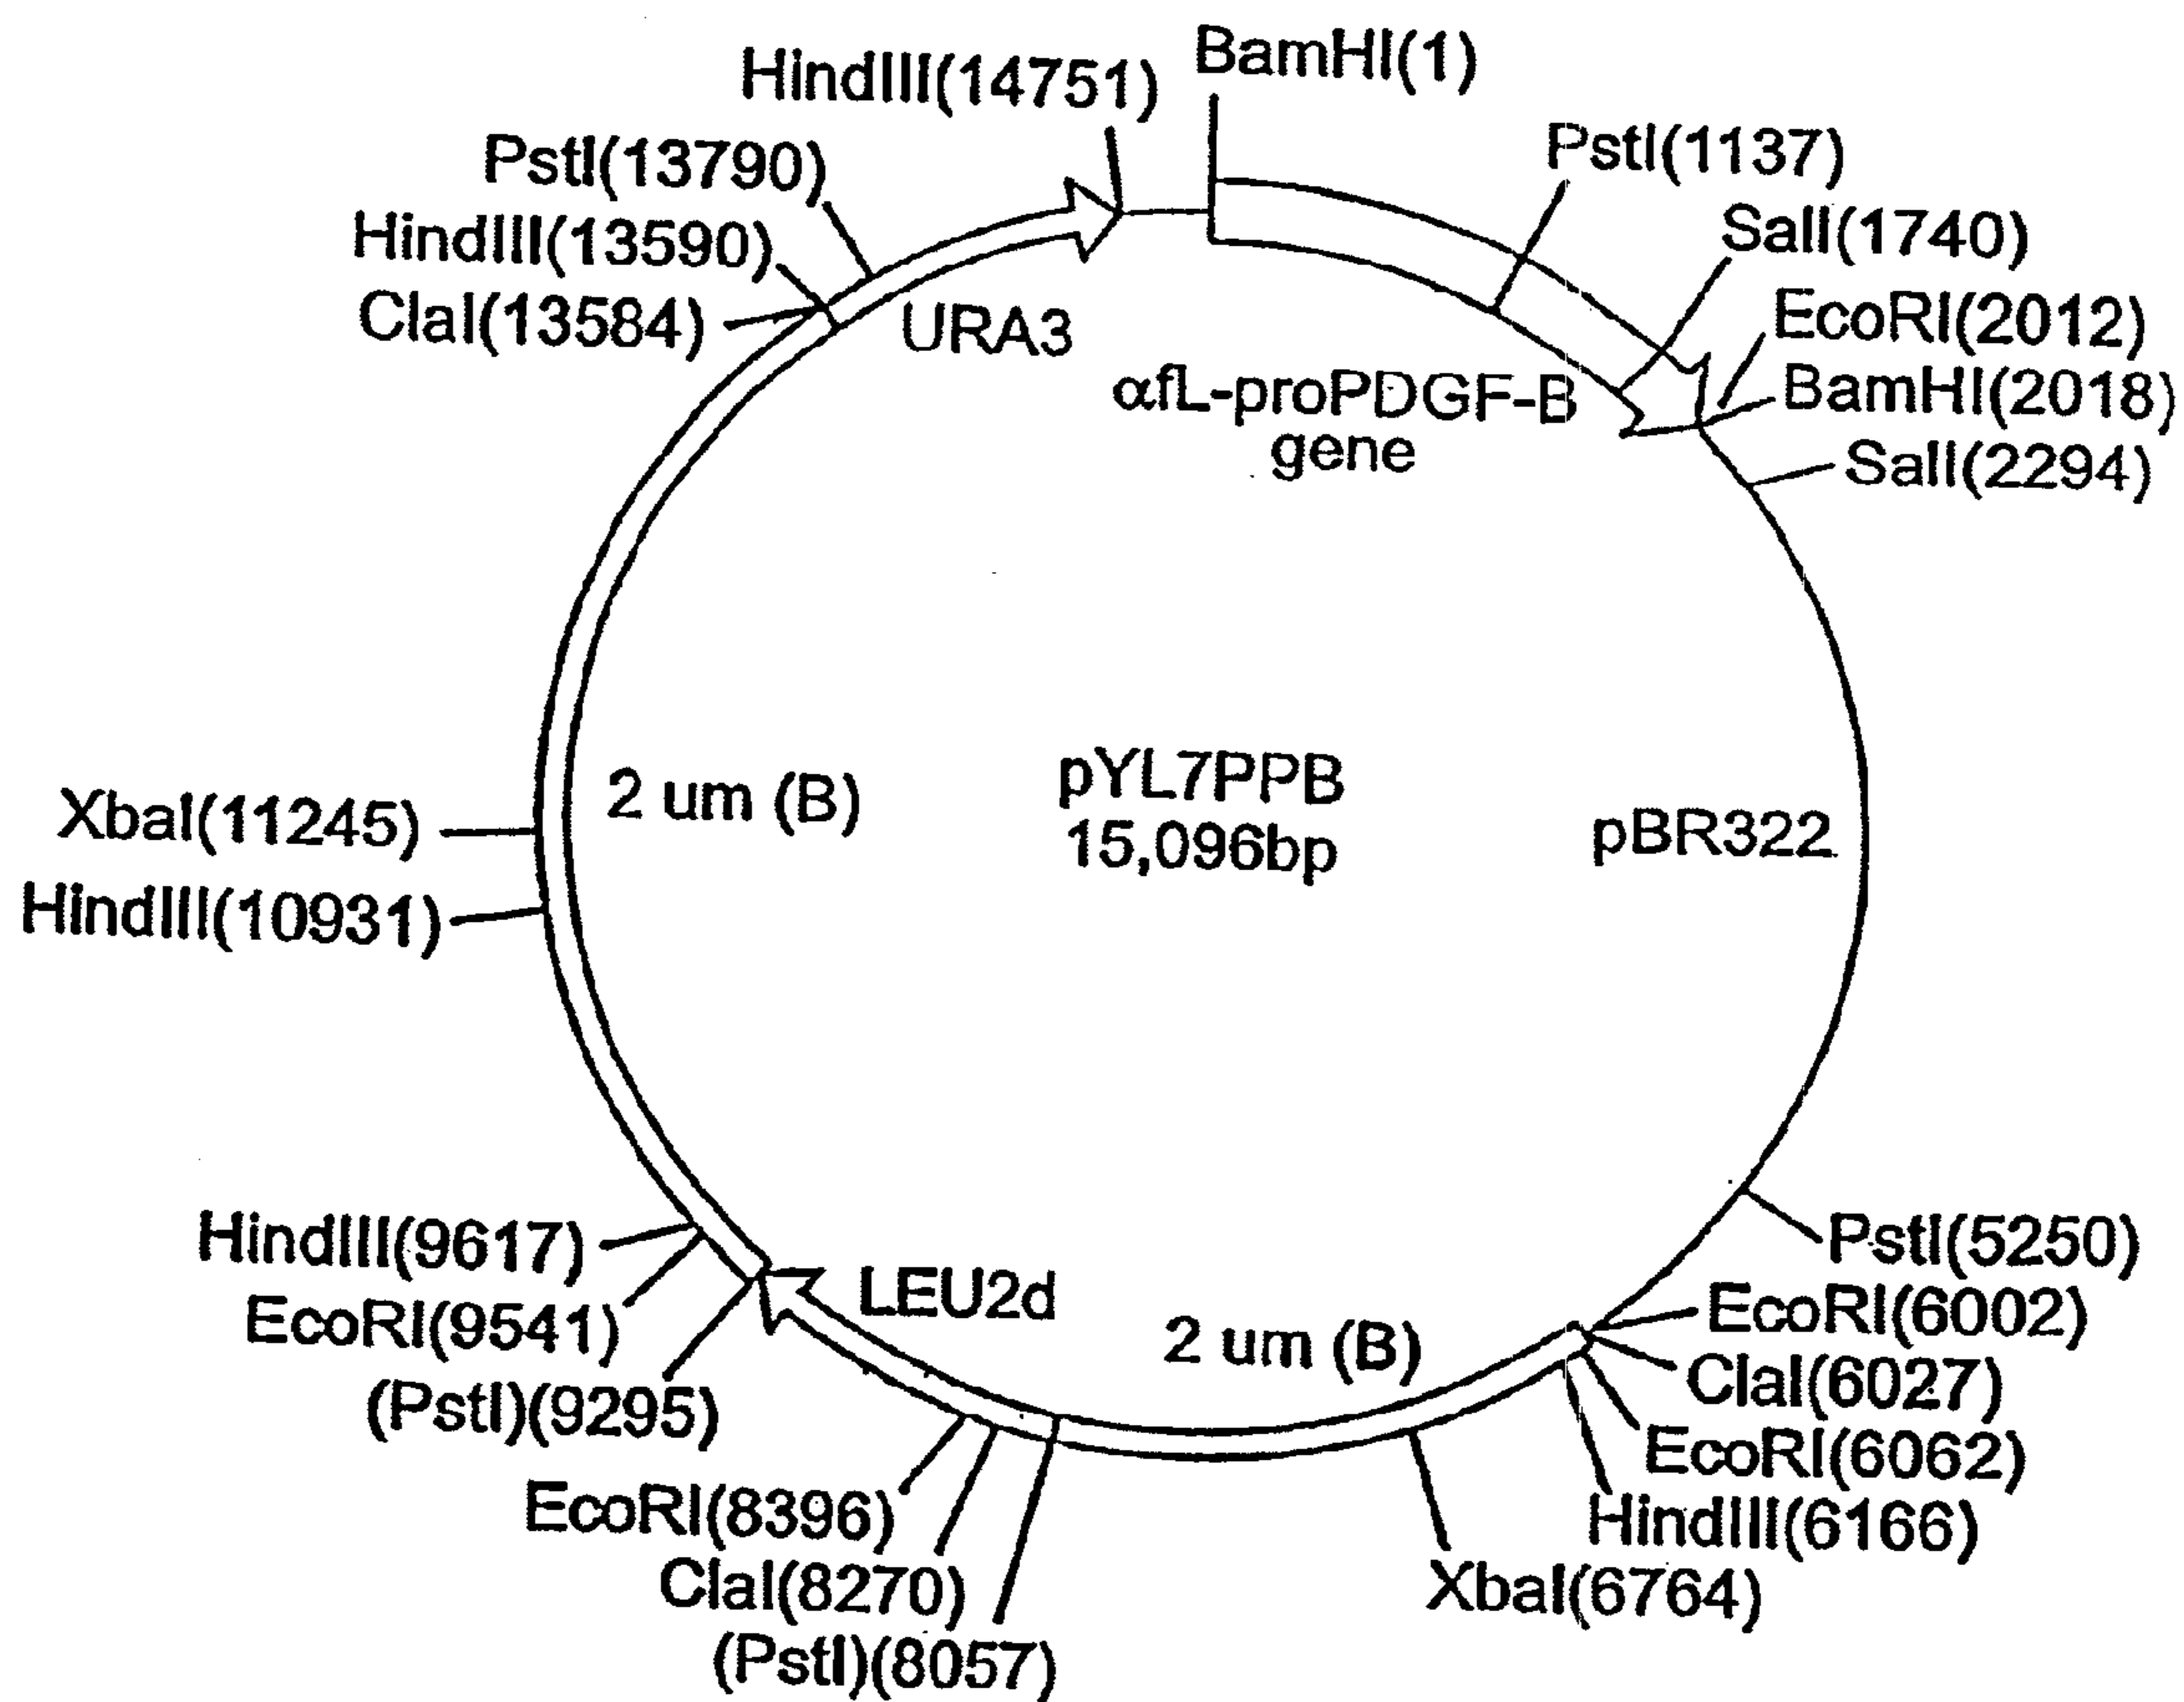 BamHI(1)
HindIII(14751)
PstI(1137)
PstI(13790)
SalI(1740)
HindIII(13590)
EcoRI(2012)
ClaI(13584)
URA3
αfL-proPDGF-B
gene
BamHI(2018)
SalI(2294)
pYL7PPB
15,096bp
2 um (B)
XbaI(11245)
pBR322
HindIII(10931)
HindIII(9617)
PstI(5250)
EcoRI(9541)
LEU2d
EcoRI(6002)
2 um (B)
ClaI(6027)
(PstI)(9295)
EcoRI(6062)
EcoRI(8396)
HindIII(6166)
ClaI(8270)
XbaI(6764)
(PstI)(8057)